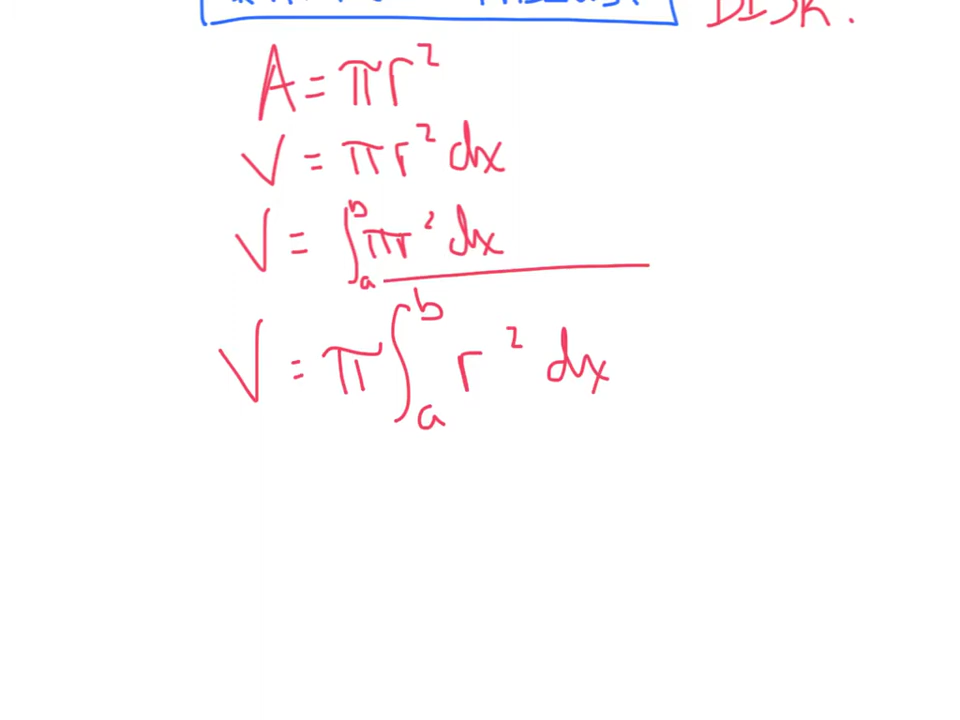 DISK.
A = πr²
V = πr² dx
V = ∫ₐᵇ πr² dx
V = π ∫ₐᵇ r² dx